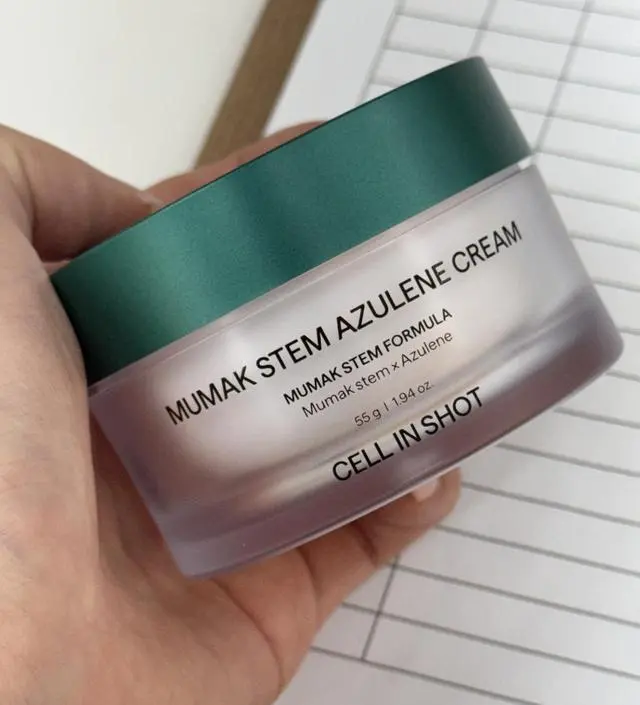 MUMAK STEM AZULENE CREAM
MUMAK STEM FORMULA
Mumak stem x Azulene
55 g | 1.94 oz.
CELL IN SHOT